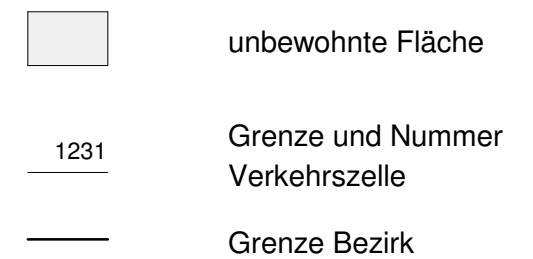 unbewohnte Fläche
1231
Grenze und Nummer
Verkehrszelle
Grenze Bezirk